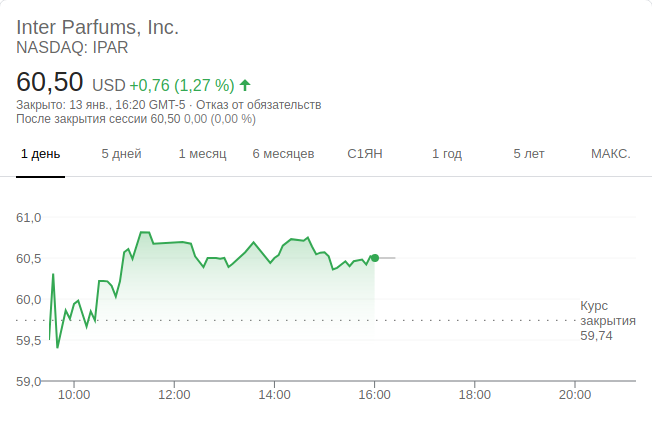 Inter Parfums, Inc.
NASDAQ: IPAR
60,50 USD +0,76 (1,27 %)
Закрыто: 13 янв., 16:20 GMT-5 · Отказ от обязательств
После закрытия сессии 60,50 0,00 (0,00 %)
1 день 5 дней 1 месяц 6 месяцев С1ЯН 1 год 5 лет МАКС.
61,0
60,5
60,0
Курс
закрытия
59,74
59,5
59,0
10:00 12:00 14:00 16:00 18:00 20:00